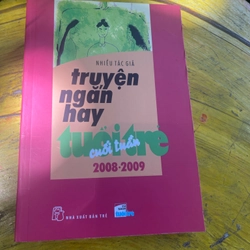 NHIỀU TÁC GIẢ
truyện
ngắn
hay
tuổi trẻ
cuối tuần
2008-2009
NHÀ XUẤT BẢN TRẺ